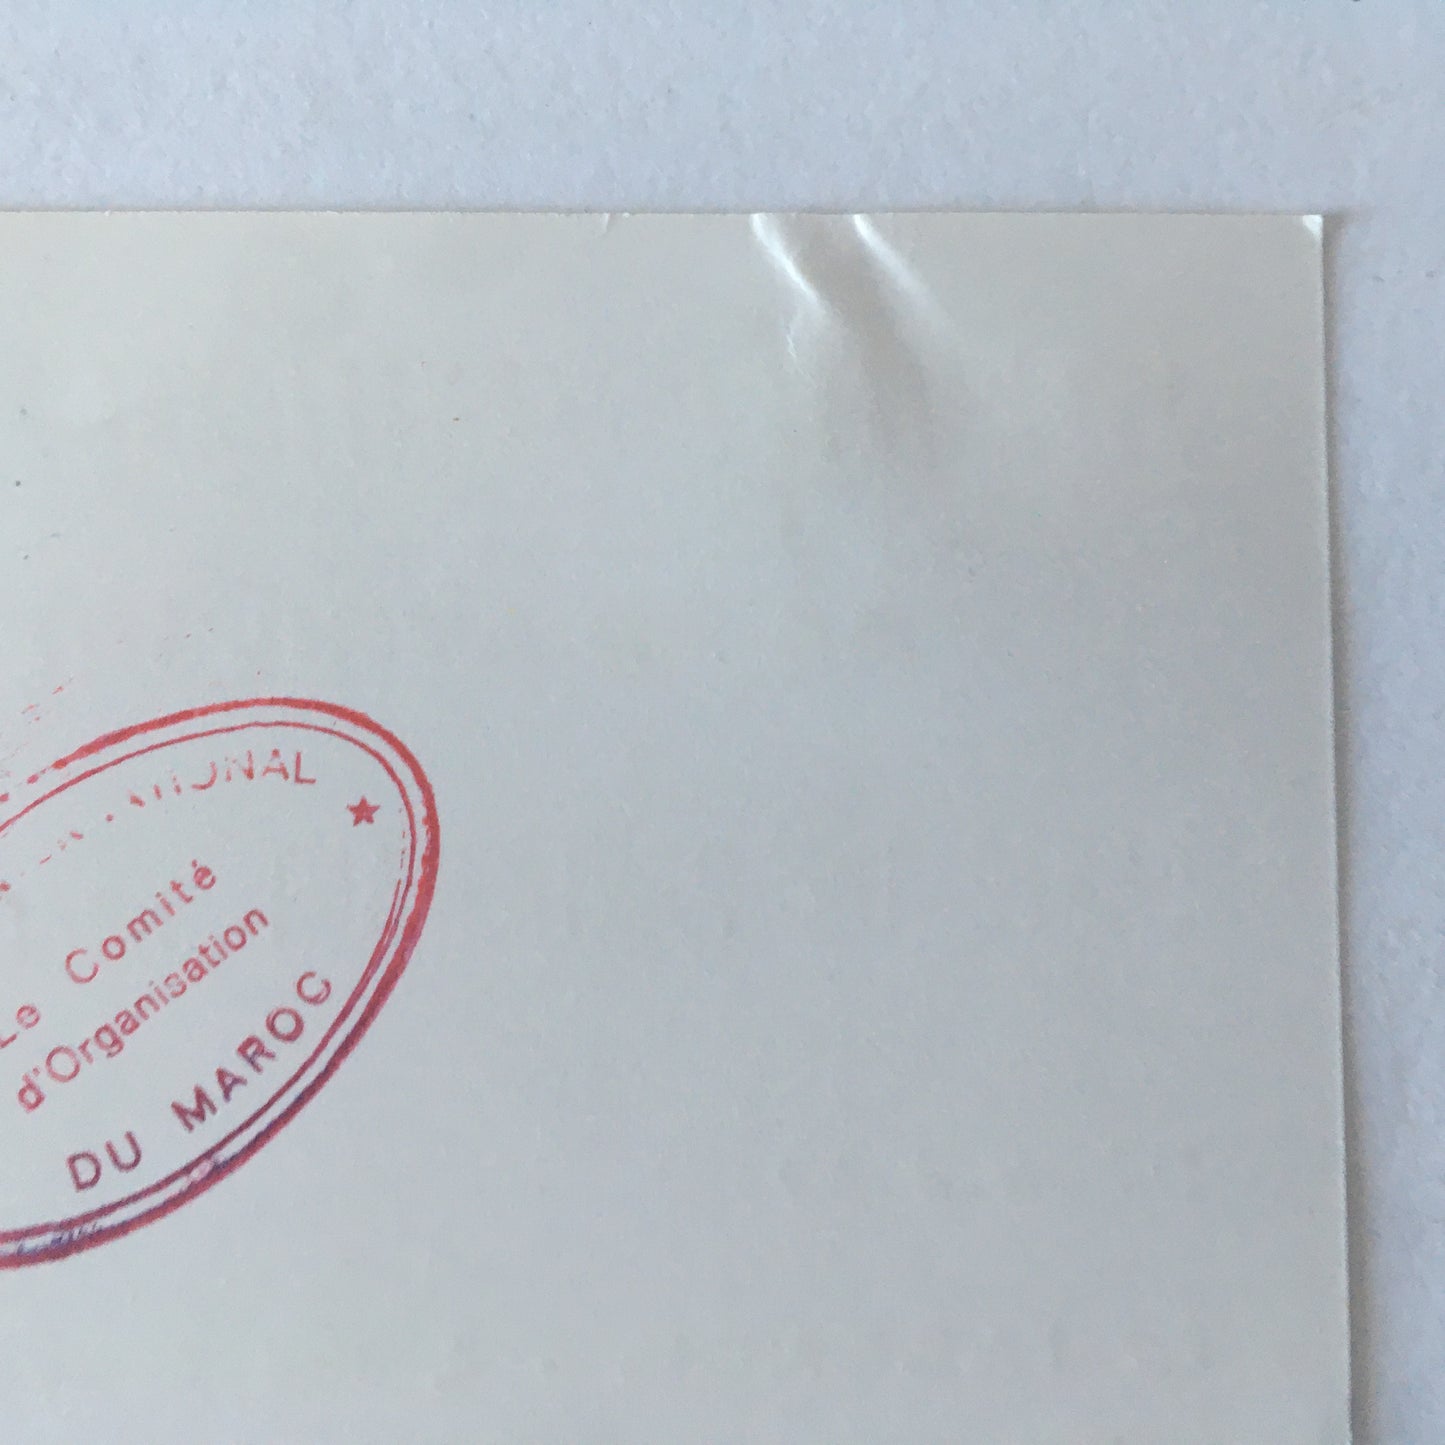 Le Comité
d'Organisation
DU MAROC